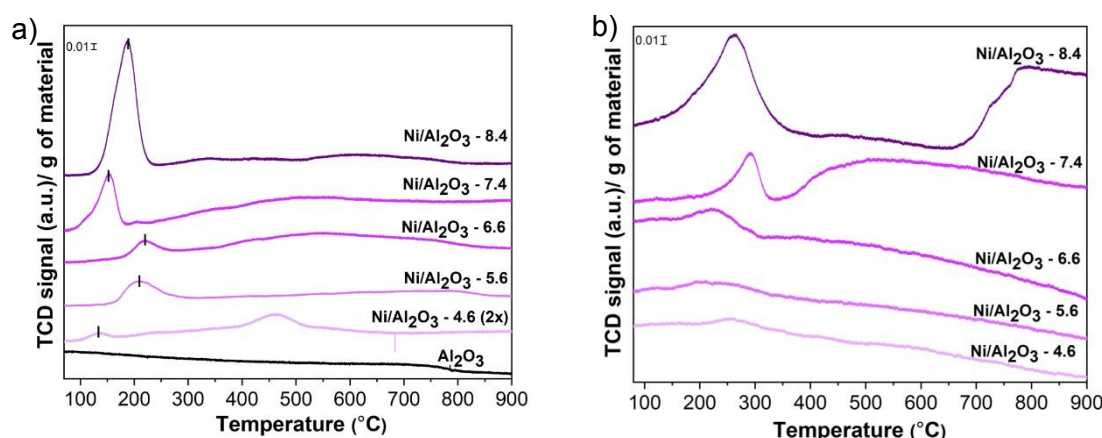 a)
0.01
Ni/Al2O3 - 8.4
Ni/Al2O3 - 7.4
Ni/Al2O3 - 6.6
Ni/Al2O3 - 5.6
Ni/Al2O3 - 4.6 (2x)
Al2O3
TCD signal (a.u.)/ g of material
100 200 300 400 500 600 700 800 900
Temperature (°C)
b)
0.01
Ni/Al2O3 - 8.4
Ni/Al2O3 - 7.4
Ni/Al2O3 - 6.6
Ni/Al2O3 - 5.6
Ni/Al2O3 - 4.6
TCD signal (a.u.)/ g of material
100 200 300 400 500 600 700 800 900
Temperature (°C)